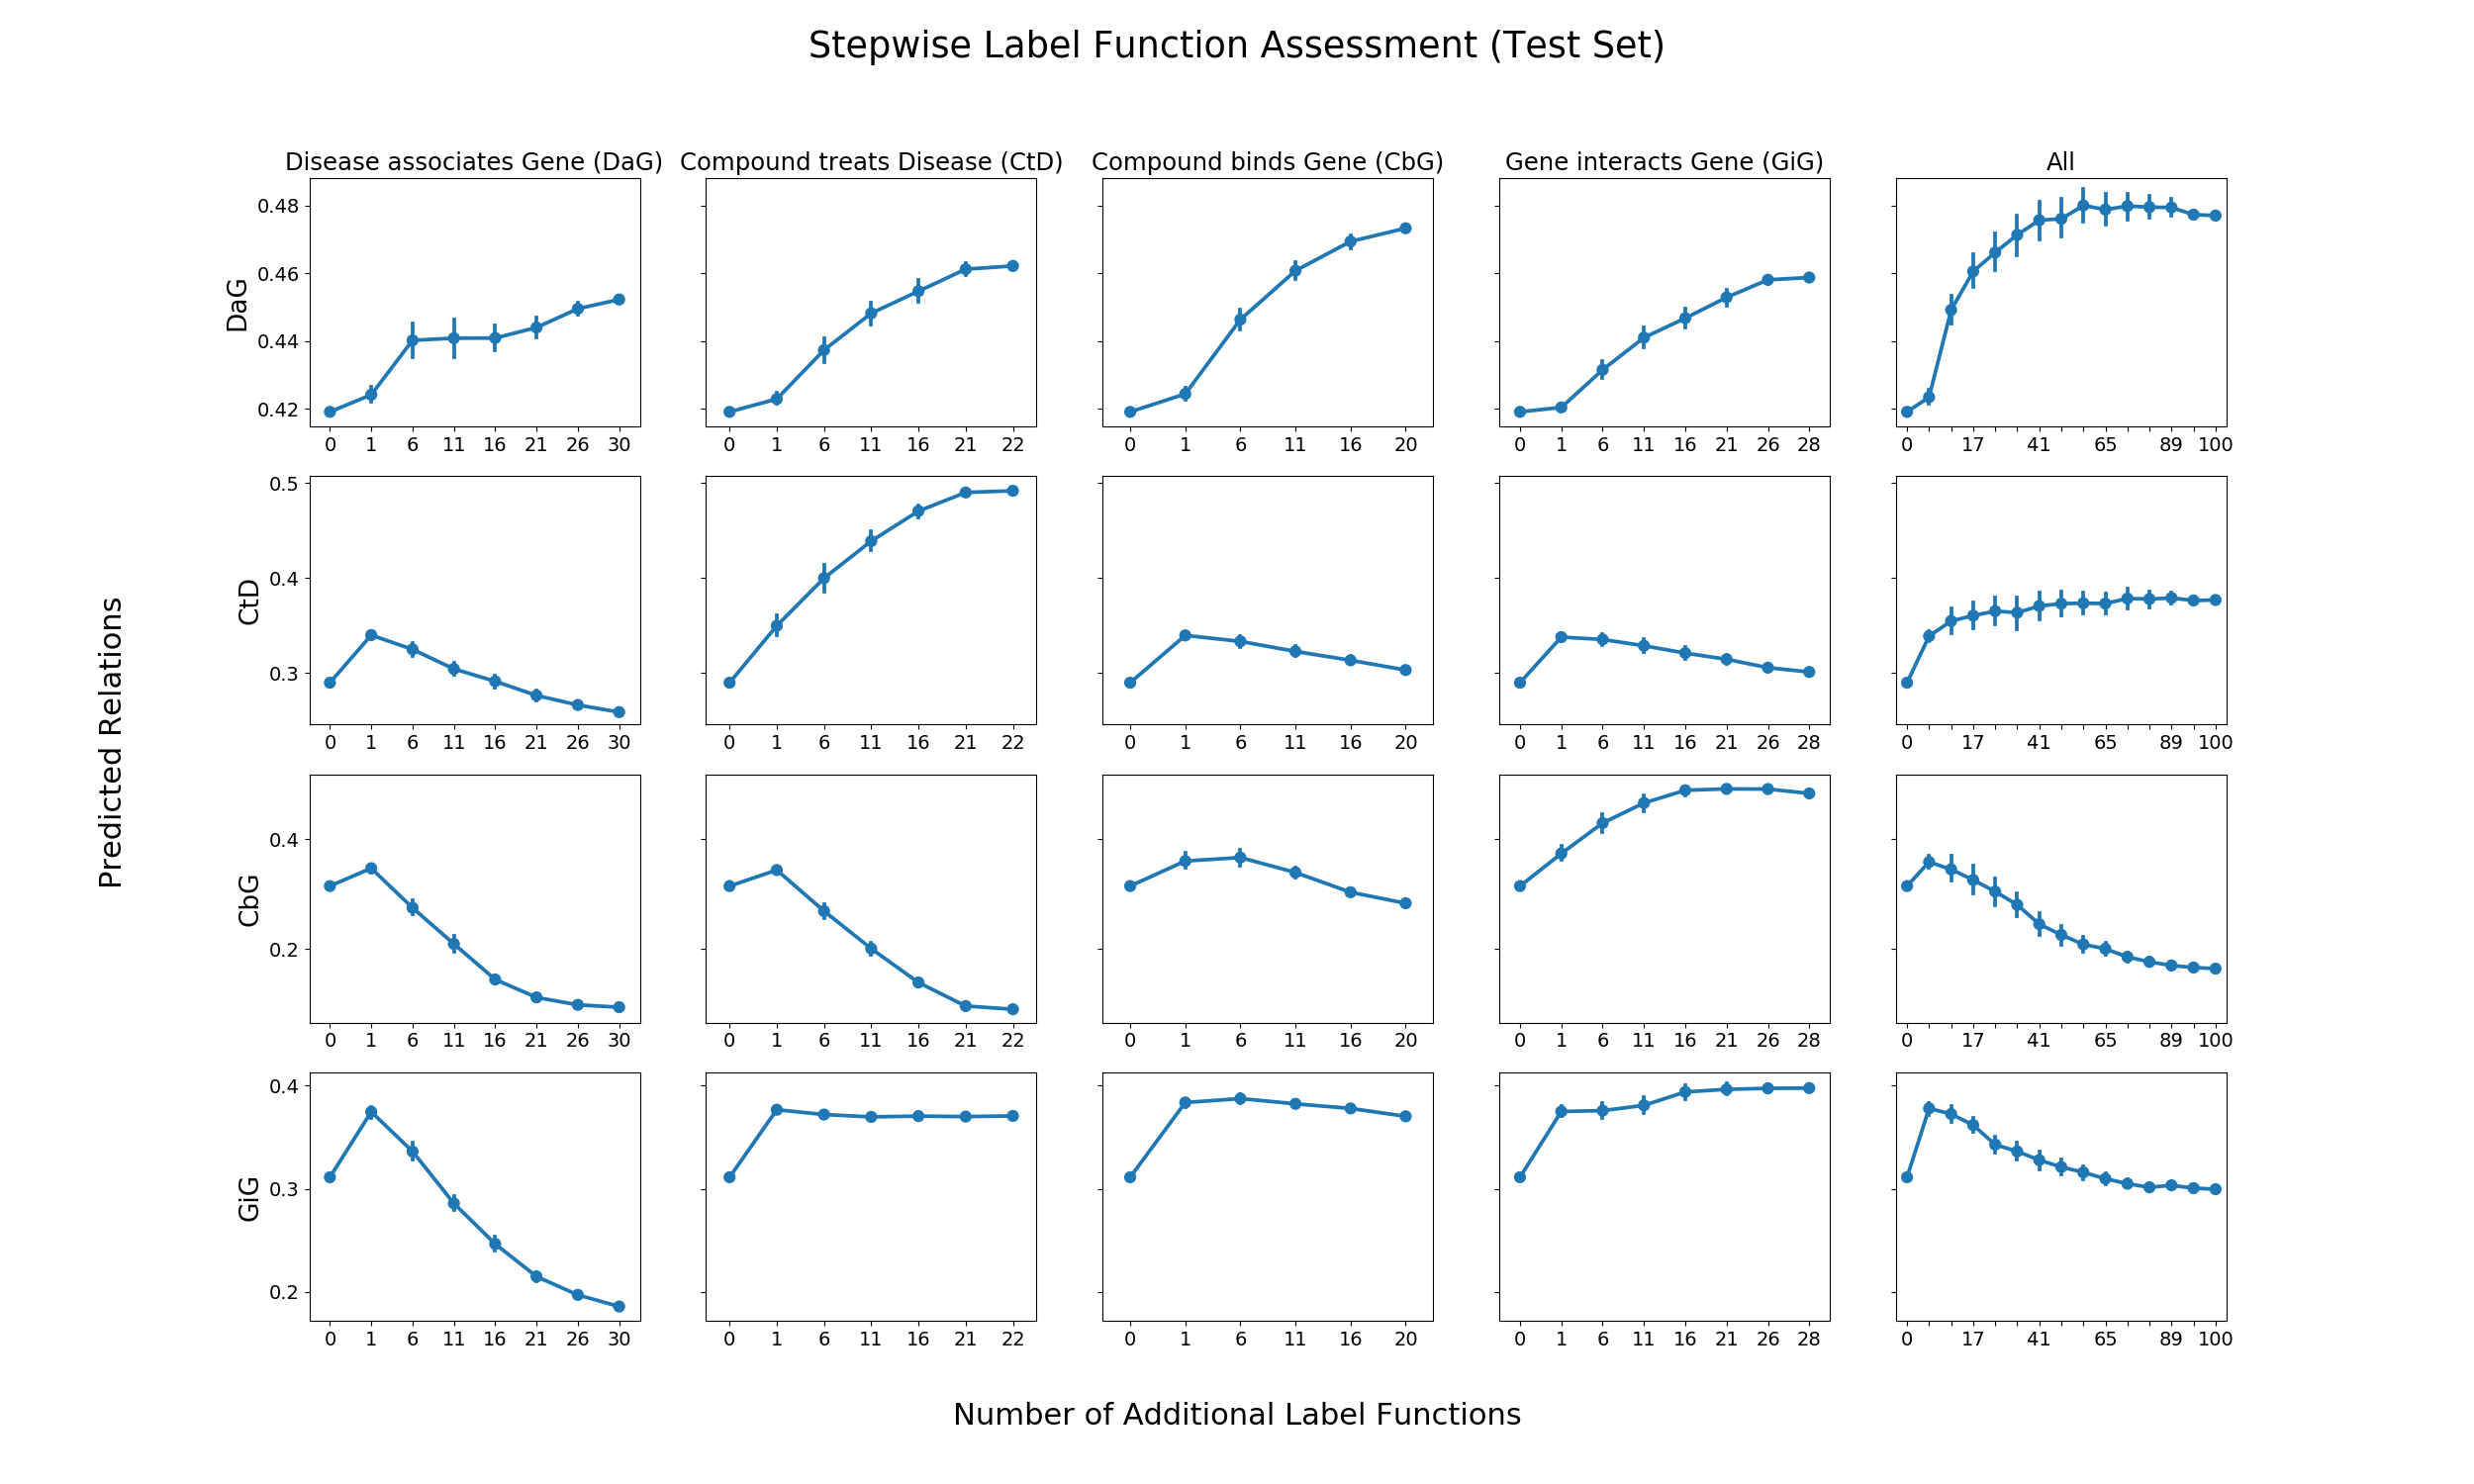 Stepwise Label Function Assessment (Test Set)
Disease associates Gene (DaG) Compound treats Disease (CtD) Compound binds Gene (CbG) Gene interacts Gene (GiG) All
Predicted Relations
DaG
0.48
0.46
0.44
0.42
0 1 6 11 16 21 26 30 0 1 6 11 16 21 22 0 1 6 11 16 20 0 1 6 11 16 21 26 28 0 17 41 65 89 100
CtD
0.5
0.4
0.3
0 1 6 11 16 21 26 30 0 1 6 11 16 21 22 0 1 6 11 16 20 0 1 6 11 16 21 26 28 0 17 41 65 89 100
CbG
0.4
0.2
0 1 6 11 16 21 26 30 0 1 6 11 16 21 22 0 1 6 11 16 20 0 1 6 11 16 21 26 28 0 17 41 65 89 100
GiG
0.4
0.3
0.2
0 1 6 11 16 21 26 30 0 1 6 11 16 21 22 0 1 6 11 16 20 0 1 6 11 16 21 26 28 0 17 41 65 89 100
Number of Additional Label Functions